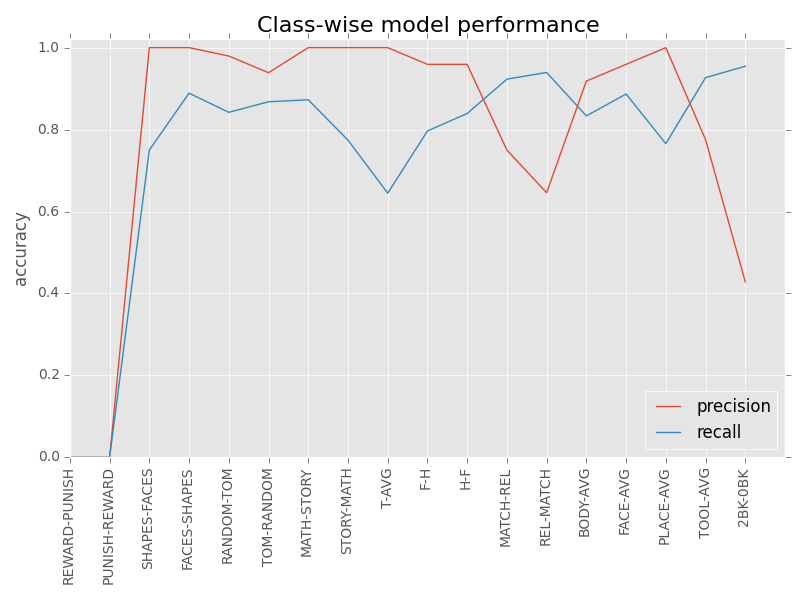 Class-wise model performance
1.0
0.8
0.6
0.4
0.2
0.0
accuracy
precision
recall
REWARD-PUNISH
PUNISH-REWARD
SHAPES-FACES
FACES-SHAPES
RANDOM-TOM
TOM-RANDOM
MATH-STORY
STORY-MATH
T-AVG
F-H
H-F
MATCH-REL
REL-MATCH
BODY-AVG
FACE-AVG
PLACE-AVG
TOOL-AVG
2BK-0BK